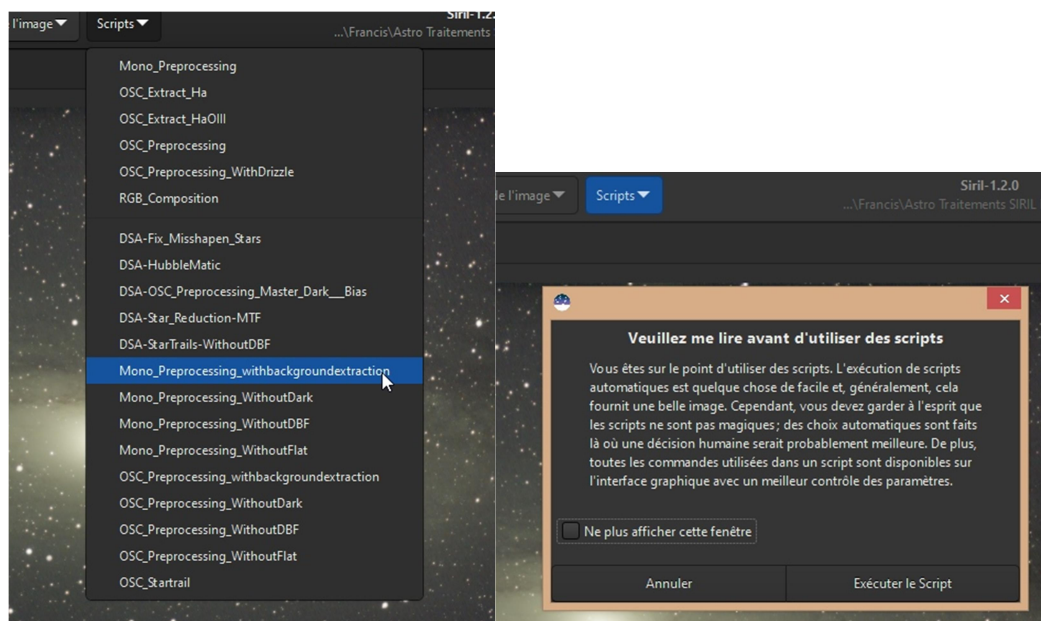 l'image Scripts Siril-1.2.
...\Francis\Astro Traitements
Mono_Preprocessing
OSC_Extract_Ha
OSC_Extract_HaOIII
OSC_Preprocessing
OSC_Preprocessing_WithDrizzle
RGB_Composition
DSA-Fix_Misshapen_Stars
DSA-HubbleMatic
DSA-OSC_Preprocessing_Master_Dark__Bias
DSA-Star_Reduction-MTF
DSA-StarTrails-WithoutDBF
Mono_Preprocessing_withbackgroundextraction
Mono_Preprocessing_WithoutDark
Mono_Preprocessing_WithoutDBF
Mono_Preprocessing_WithoutFlat
OSC_Preprocessing_withbackgroundextraction
OSC_Preprocessing_WithoutDark
OSC_Preprocessing_WithoutDBF
OSC_Preprocessing_WithoutFlat
OSC_Startrail
de l'image Scripts Siril-1.2.0
...\Francis\Astro Traitements SIRIL
Veuillez me lire avant d'utiliser des scripts
Vous êtes sur le point d'utiliser des scripts. L'exécution de scripts
automatiques est quelque chose de facile et, généralement, cela
fournit une belle image. Cependant, vous devez garder à l'esprit que
les scripts ne sont pas magiques; des choix automatiques sont faits
là où une décision humaine serait probablement meilleure. De plus,
toutes les commandes utilisées dans un script sont disponibles sur
l'interface graphique avec un meilleur contrôle des paramètres.
Ne plus afficher cette fenêtre
Annuler
Exécuter le Script